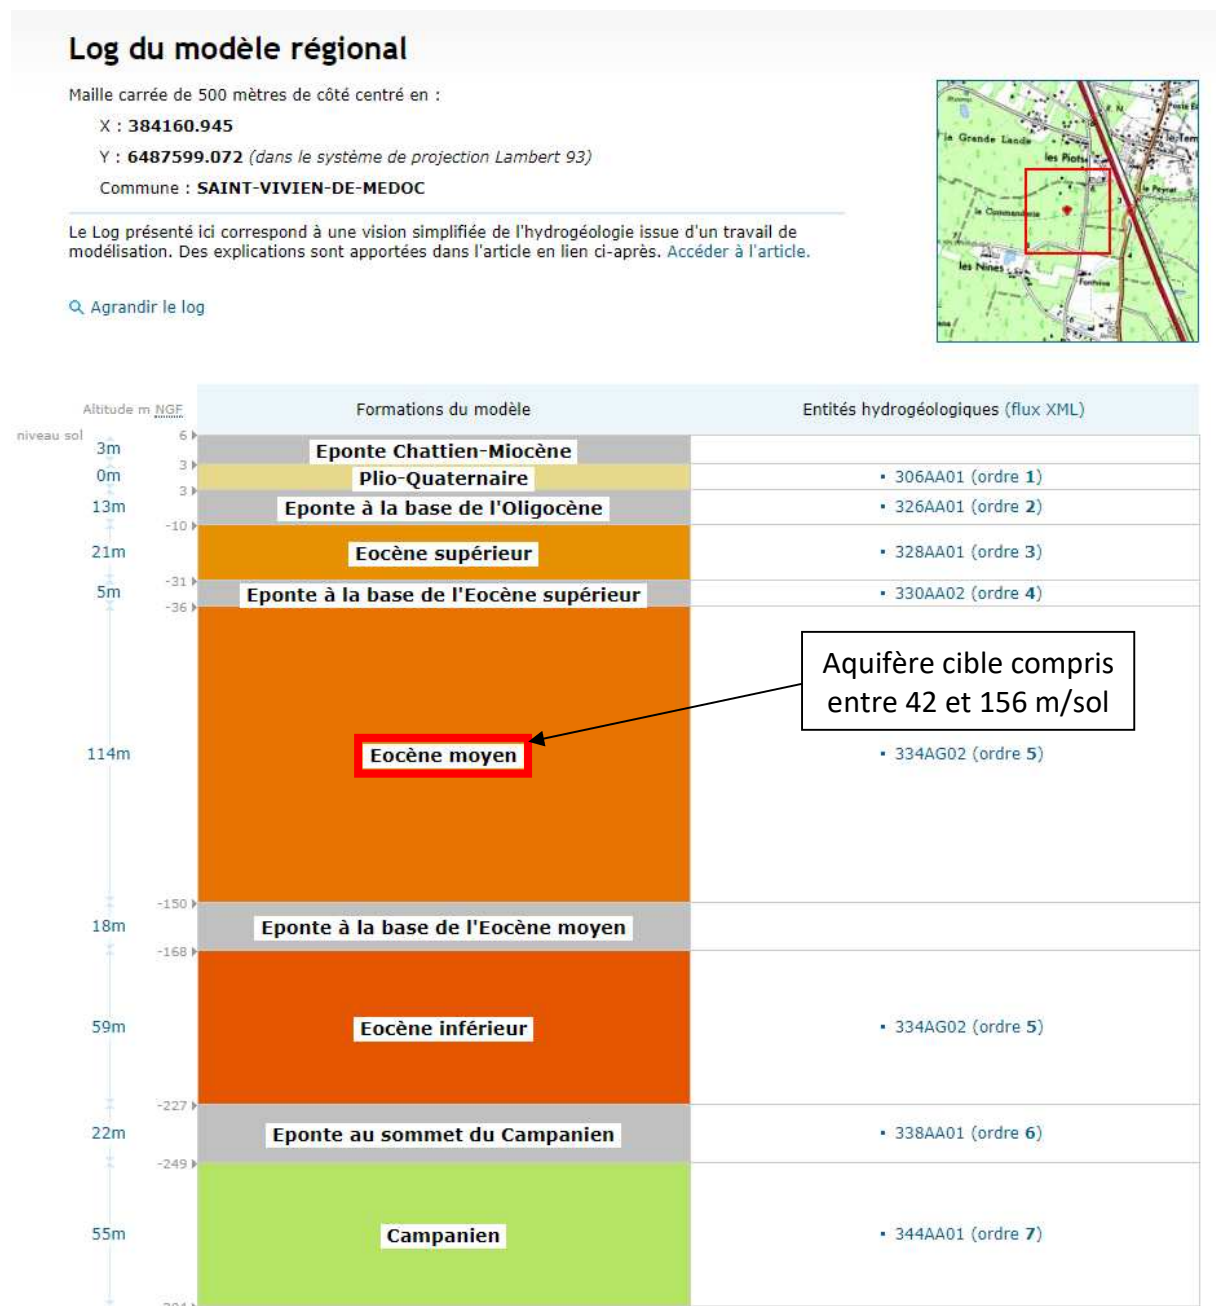 Log du modèle régional
Maille carrée de 500 mètres de côté centré en :
X : 384160.945
Y : 6487599.072 (dans le système de projection Lambert 93)
Commune : SAINT-VIVIEN-DE-MEDOC
Le Log présenté ici correspond à une vision simplifiée de l'hydrogéologie issue d'un travail de
modélisation. Des explications sont apportées dans l'article en lien ci-après. Accéder à l'article.
Agrandir le log
la Grande Lande
les Piots
le Peyrat
la Commanderie
les Nines
Fontaine
Altitude m NGF
Formations du modèle
Entités hydrogéologiques (flux XML)
niveau sol
6
3m
Eponte Chattien-Miocène
3
0m
Plio-Quaternaire
▪ 306AA01 (ordre 1)
3
13m
Eponte à la base de l'Oligocène
▪ 326AA01 (ordre 2)
-10
21m
Eocène supérieur
▪ 328AA01 (ordre 3)
-31
5m
Eponte à la base de l'Eocène supérieur
▪ 330AA02 (ordre 4)
-36
Aquifère cible compris
entre 42 et 156 m/sol
114m
Eocène moyen
▪ 334AG02 (ordre 5)
-150
18m
Eponte à la base de l'Eocène moyen
-168
59m
Eocène inférieur
▪ 334AG02 (ordre 5)
-227
22m
Eponte au sommet du Campanien
▪ 338AA01 (ordre 6)
-249
55m
Campanien
▪ 344AA01 (ordre 7)